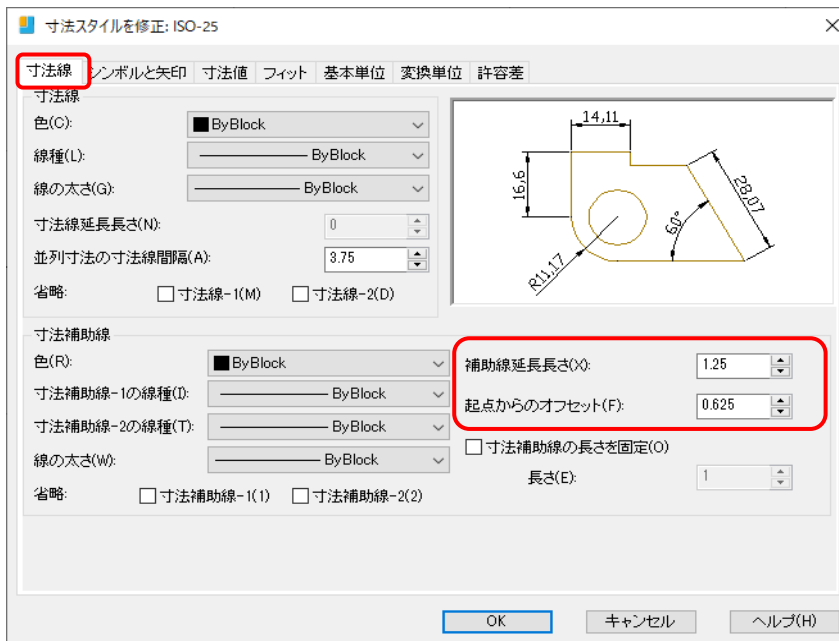 寸法スタイルを修正: ISO-25
寸法線 シンボルと矢印 寸法値 フィット 基本単位 変換単位 許容差
寸法線
色(C): ByBlock
線種(L): ByBlock
線の太さ(G): ByBlock
寸法線延長長さ(N): 0
並列寸法の寸法線間隔(A): 3.75
省略: 寸法線-1(M) 寸法線-2(D)
14,11
16,6
28,07
60°
R11,17
寸法補助線
色(R): ByBlock
寸法補助線-1の線種(I): ByBlock
寸法補助線-2の線種(T): ByBlock
線の太さ(W): ByBlock
省略: 寸法補助線-1(1) 寸法補助線-2(2)
補助線延長長さ(X): 1.25
起点からのオフセット(F): 0.625
寸法補助線の長さを固定(O)
長さ(E): 1
OK キャンセル ヘルプ(H)